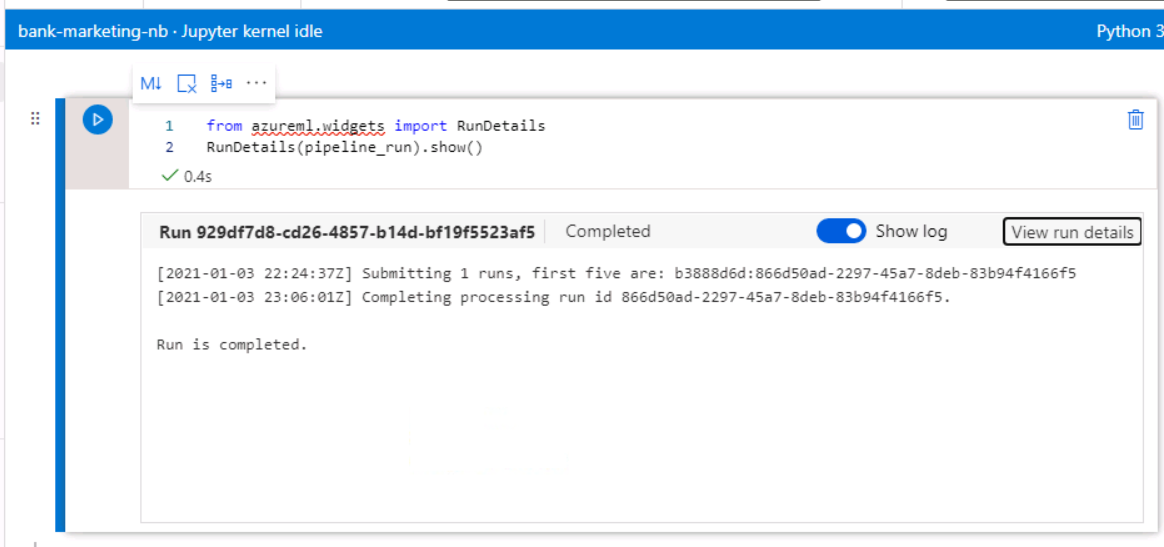 bank-marketing-nb · Jupyter kernel idle Python 3
M↓ ···
1 from azureml.widgets import RunDetails
2 RunDetails(pipeline_run).show()
0.4s
Run 929df7d8-cd26-4857-b14d-bf19f5523af5 Completed Show log View run details
[2021-01-03 22:24:37Z] Submitting 1 runs, first five are: b3888d6d:866d50ad-2297-45a7-8deb-83b94f4166f5
[2021-01-03 23:06:01Z] Completing processing run id 866d50ad-2297-45a7-8deb-83b94f4166f5.
Run is completed.